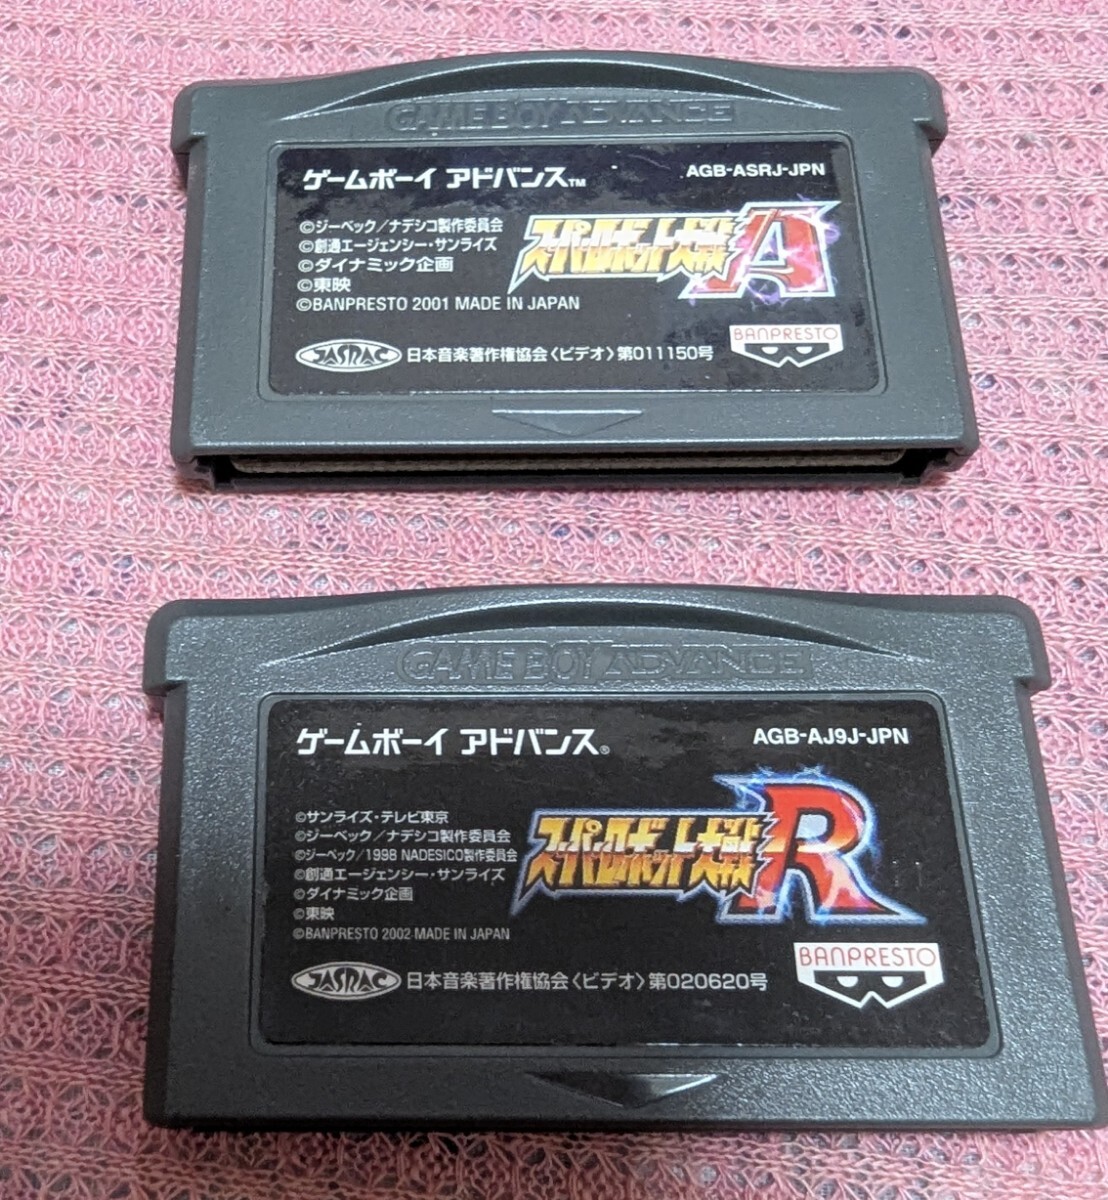 GAME BOY ADVANCE
ゲームボーイ アドバンス™
AGB-ASRJ-JPN
©ジーベック/ナデシコ製作委員会
©創通エージェンシー・サンライズ
©ダイナミック企画
©東映
©BANPRESTO 2001 MADE IN JAPAN
スーパーロボット大戦A
JASRAC 日本音楽著作権協会〈ビデオ〉第011150号
BANPRESTO
GAME BOY ADVANCE
ゲームボーイ アドバンス®
AGB-AJ9J-JPN
©サンライズ・テレビ東京
©ジーベック/ナデシコ製作委員会
©ジーベック/1998 NADESICO製作委員会
©創通エージェンシー・サンライズ
©ダイナミック企画
©東映
©BANPRESTO 2002 MADE IN JAPAN
スーパーロボット大戦R
JASRAC 日本音楽著作権協会〈ビデオ〉第020620号
BANPRESTO